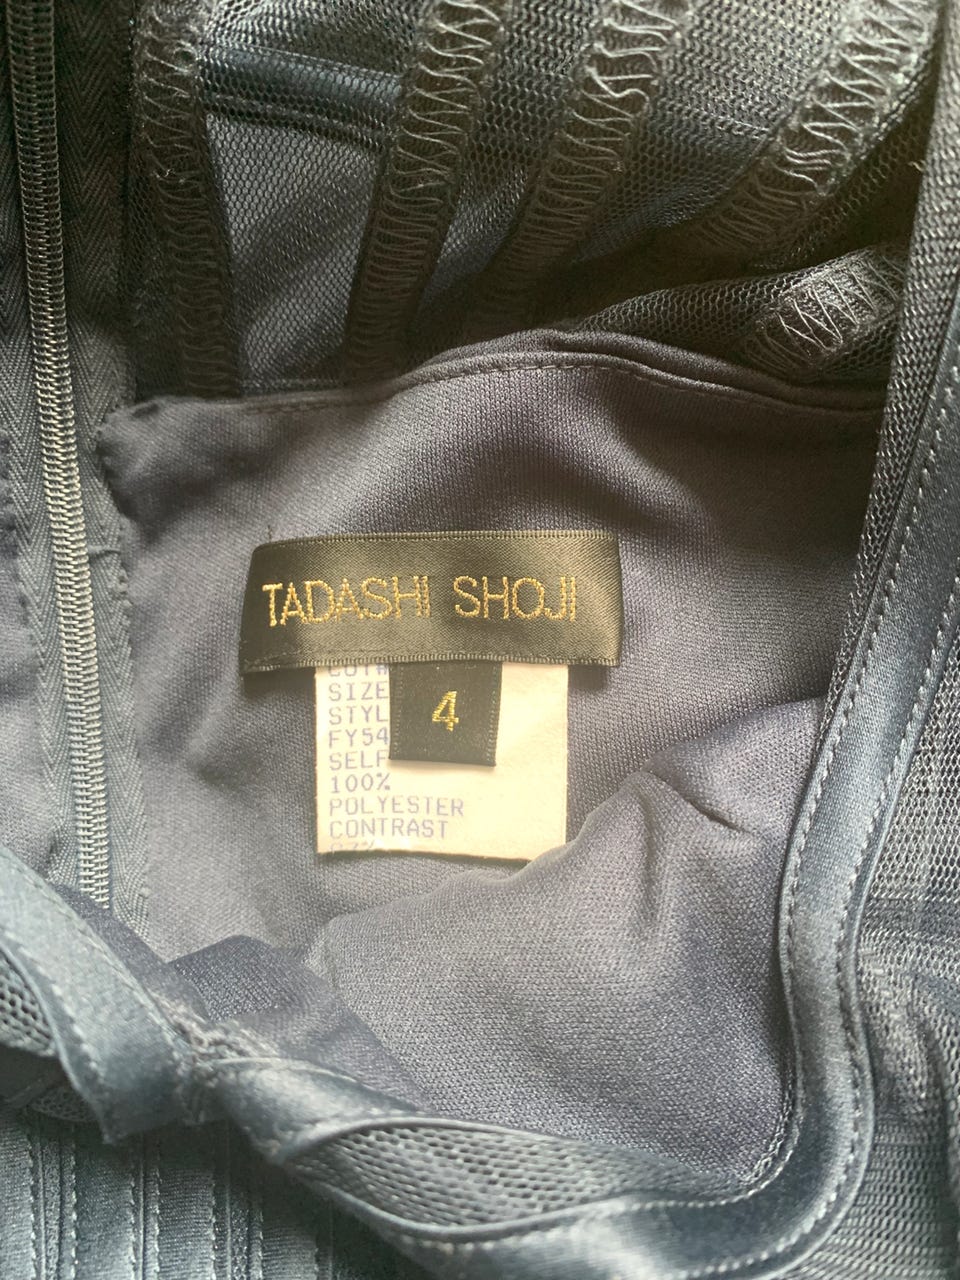 TADASHI SHOJI
4
SIZE
STYL
FY54
SELF
100%
POLYESTER
CONTRAST